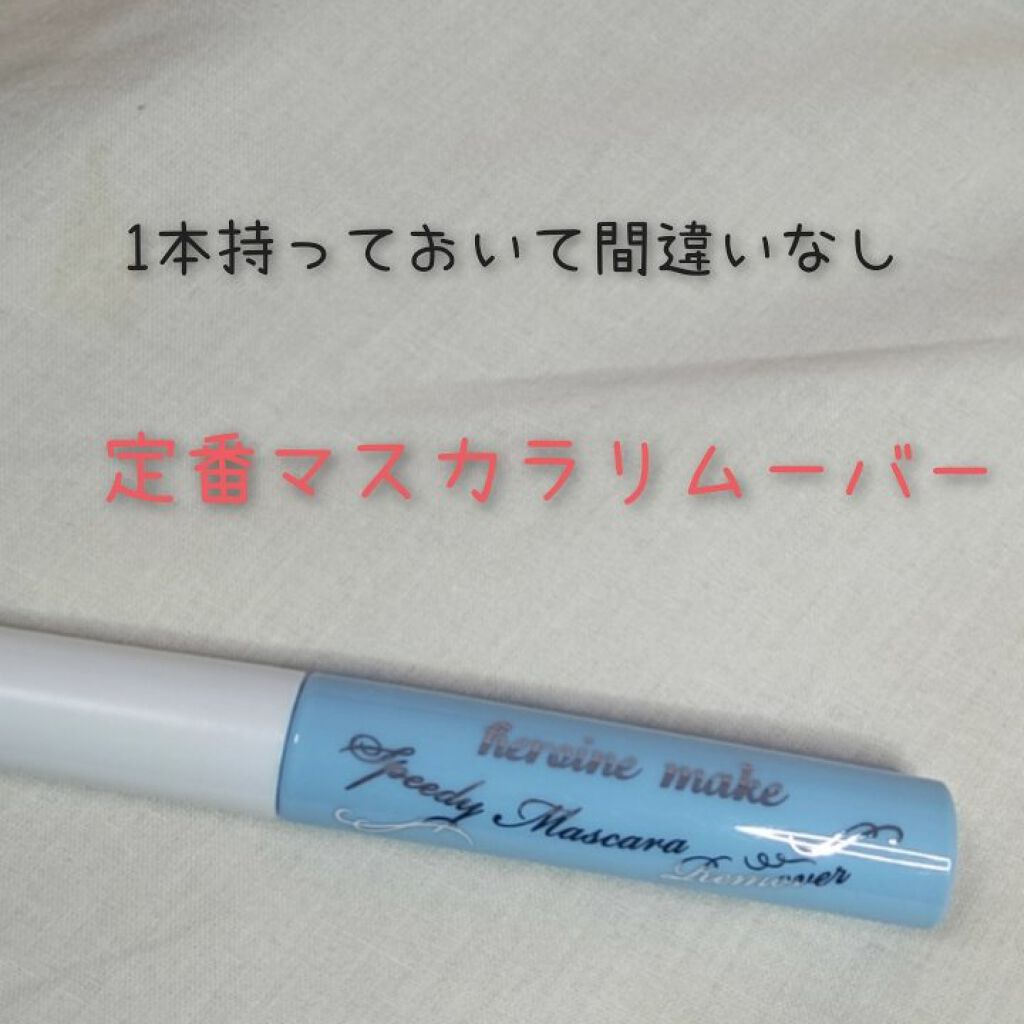 1本持っておいて間違いなし
定番マスカラリムーバー
heroine make
Speedy Mascara
Remover